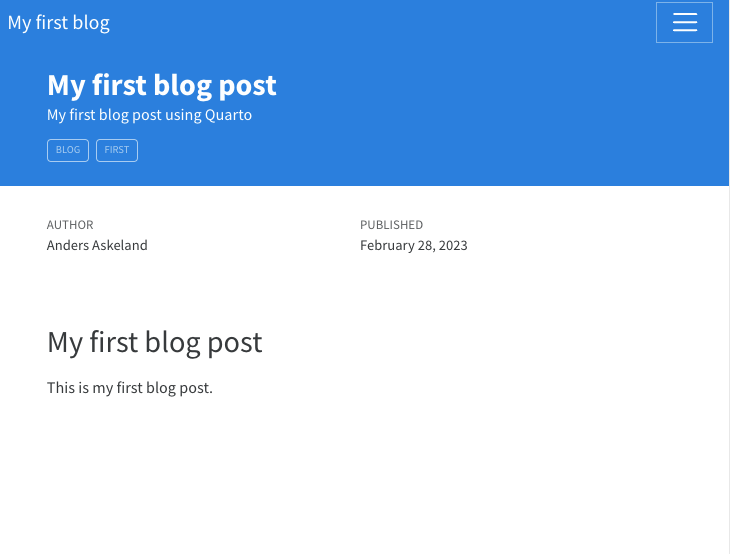 My first blog
My first blog post
My first blog post using Quarto
BLOG FIRST
AUTHOR PUBLISHED
Anders Askeland February 28, 2023
My first blog post
This is my first blog post.